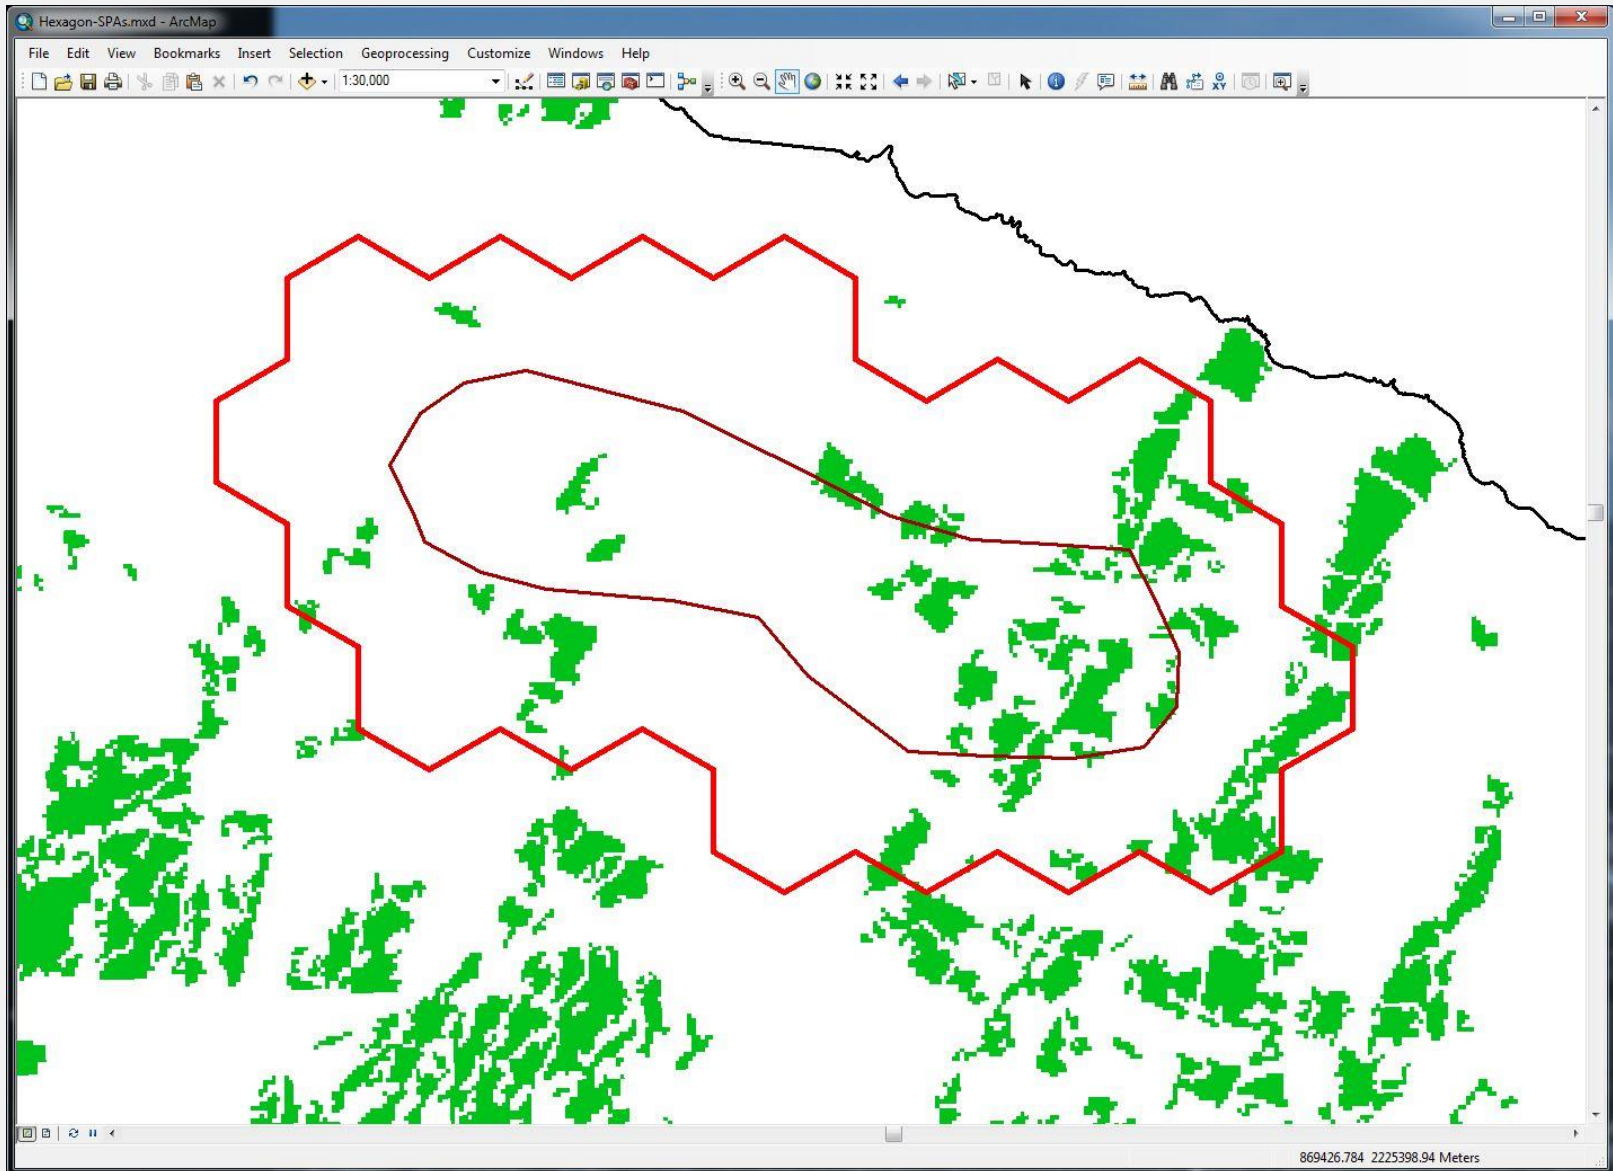 Hexagon-SPAs.mxd - ArcMap
File Edit View Bookmarks Insert Selection Geoprocessing Customize Windows Help
1:30,000
869426.784 2225398.94 Meters